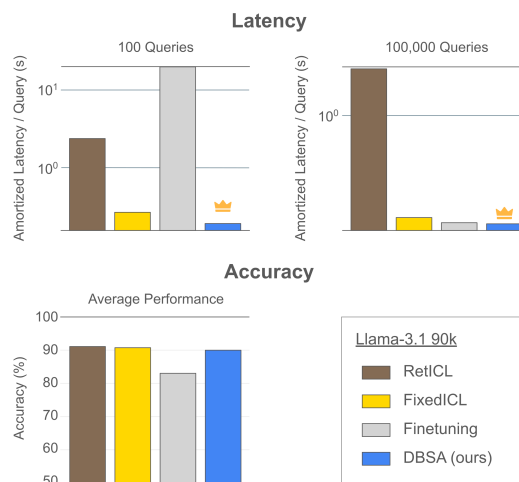 Latency
100 Queries
Amortized Latency / Query (s)
10¹
10⁰
100,000 Queries
Amortized Latency / Query (s)
10⁰
Accuracy
Average Performance
Accuracy (%)
100
90
80
70
60
50
Llama-3.1 90k
RetICL
FixedICL
Finetuning
DBSA (ours)